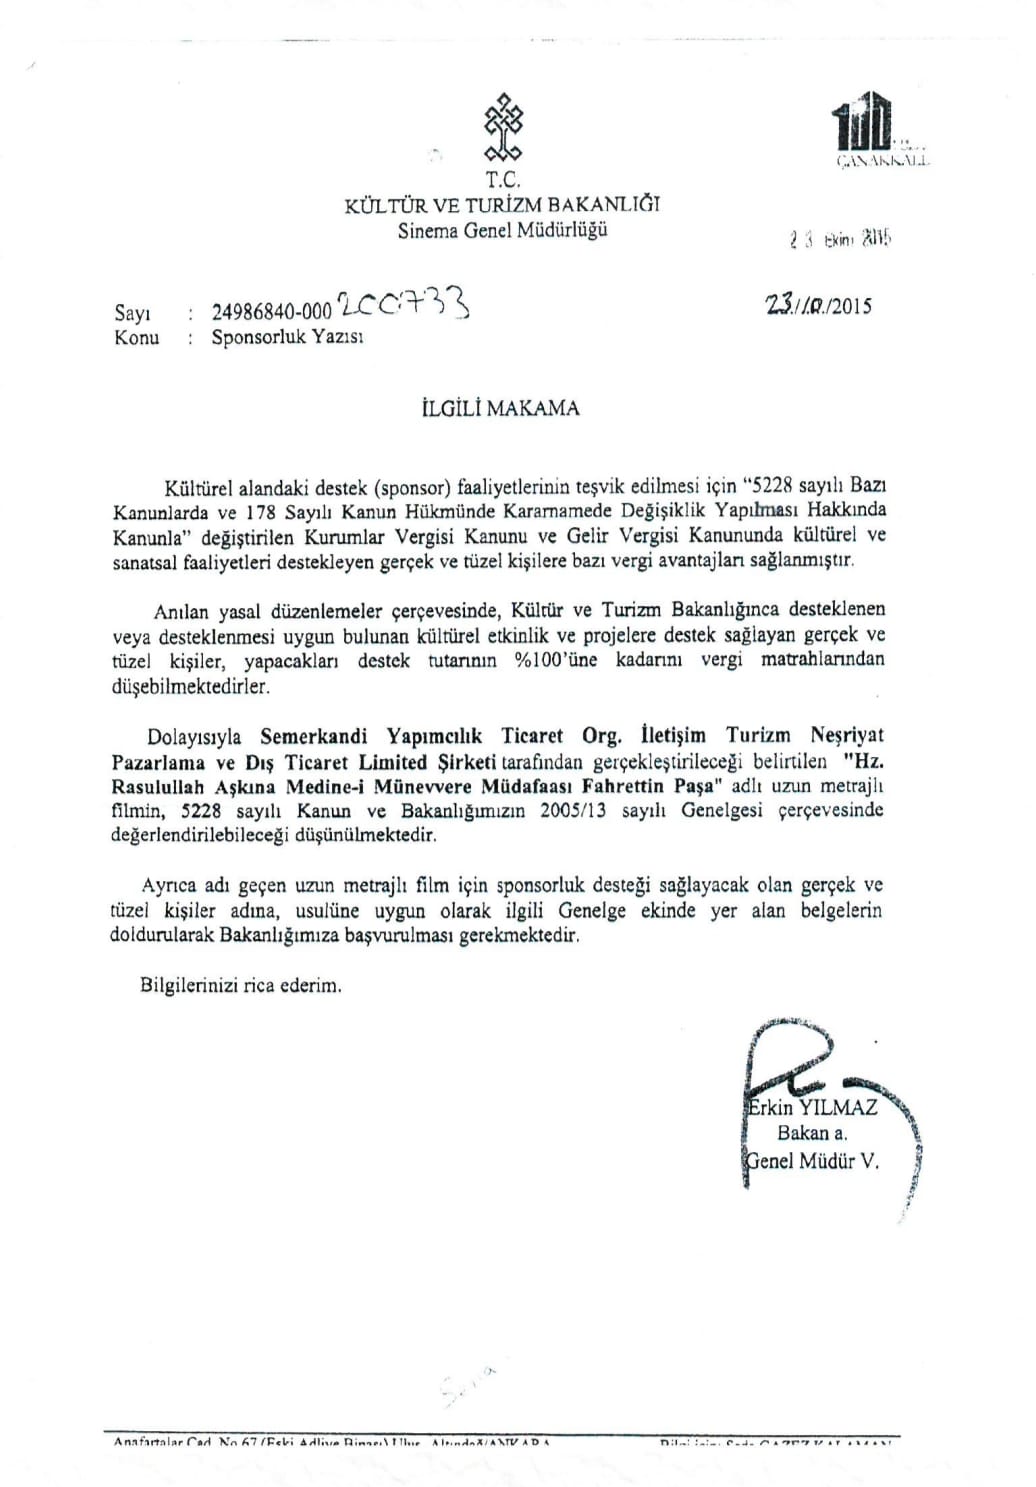 100
ÇANAKKALE
T.C.
KÜLTÜR VE TURİZM BAKANLIĞI
Sinema Genel Müdürlüğü
23 Ekim 2015
Sayı : 24986840-000 200733
23/10/2015
Konu : Sponsorluk Yazısı
İLGİLİ MAKAMA
Kültürel alandaki destek (sponsor) faaliyetlerinin teşvik edilmesi için “5228 sayılı Bazı
Kanunlarda ve 178 Sayılı Kanun Hükmünde Kararnamede Değişiklik Yapılması Hakkında
Kanunla” değiştirilen Kurumlar Vergisi Kanunu ve Gelir Vergisi Kanununda kültürel ve
sanatsal faaliyetleri destekleyen gerçek ve tüzel kişilere bazı vergi avantajları sağlanmıştır.
Anılan yasal düzenlemeler çerçevesinde, Kültür ve Turizm Bakanlığınca desteklenen
veya desteklenmesi uygun bulunan kültürel etkinlik ve projelere destek sağlayan gerçek ve
tüzel kişiler, yapacakları destek tutarının %100’üne kadarını vergi matrahlarından
düşebilmektedirler.
Dolayısıyla Semerkandi Yapımcılık Ticaret Org. İletişim Turizm Neşriyat
Pazarlama ve Dış Ticaret Limited Şirketi tarafından gerçekleştirileceği belirtilen "Hz.
Rasulullah Aşkına Medine-i Münevvere Müdafaası Fahrettin Paşa" adlı uzun metrajlı
filmin, 5228 sayılı Kanun ve Bakanlığımızın 2005/13 sayılı Genelgesi çerçevesinde
değerlendirilebileceği düşünülmektedir.
Ayrıca adı geçen uzun metrajlı film için sponsorluk desteği sağlayacak olan gerçek ve
tüzel kişiler adına, usulüne uygun olarak ilgili Genelge ekinde yer alan belgelerin
doldurularak Bakanlığımıza başvurulması gerekmektedir.
Bilgilerinizi rica ederim.
Erkin YILMAZ
Bakan a.
Genel Müdür V.
Anafartalar Cad. No 67 (Eski Adliye Binası) Ulus Altındağ/ANKARA